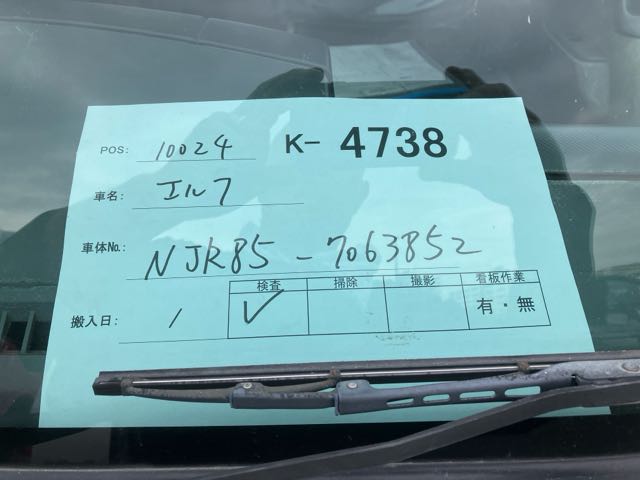 POS: 10024 K- 4738
車名: エルフ
車体No.: NJR85-7063852
検査 掃除 撮影 看板作業
搬入日: 1 ✓ 有・無